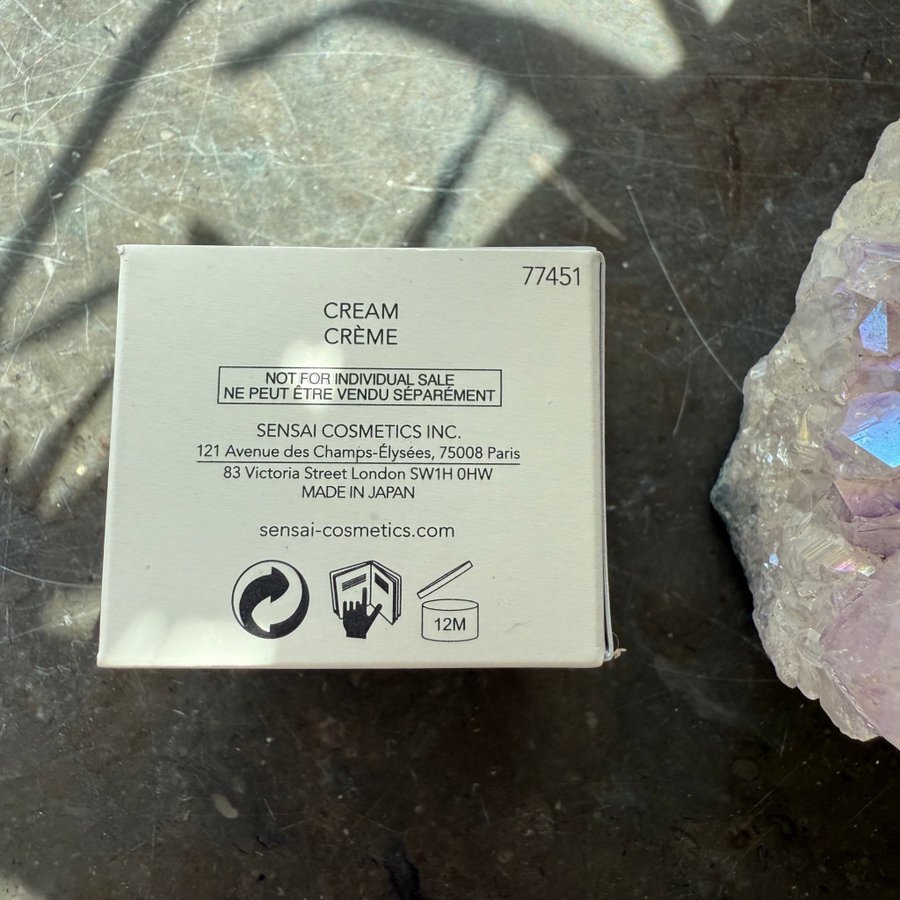 77451
CREAM
CRÈME
NOT FOR INDIVIDUAL SALE
NE PEUT ÊTRE VENDU SÉPARÉMENT
SENSAI COSMETICS INC.
121 Avenue des Champs-Élysées, 75008 Paris
83 Victoria Street London SW1H 0HW
MADE IN JAPAN
sensai-cosmetics.com
12M